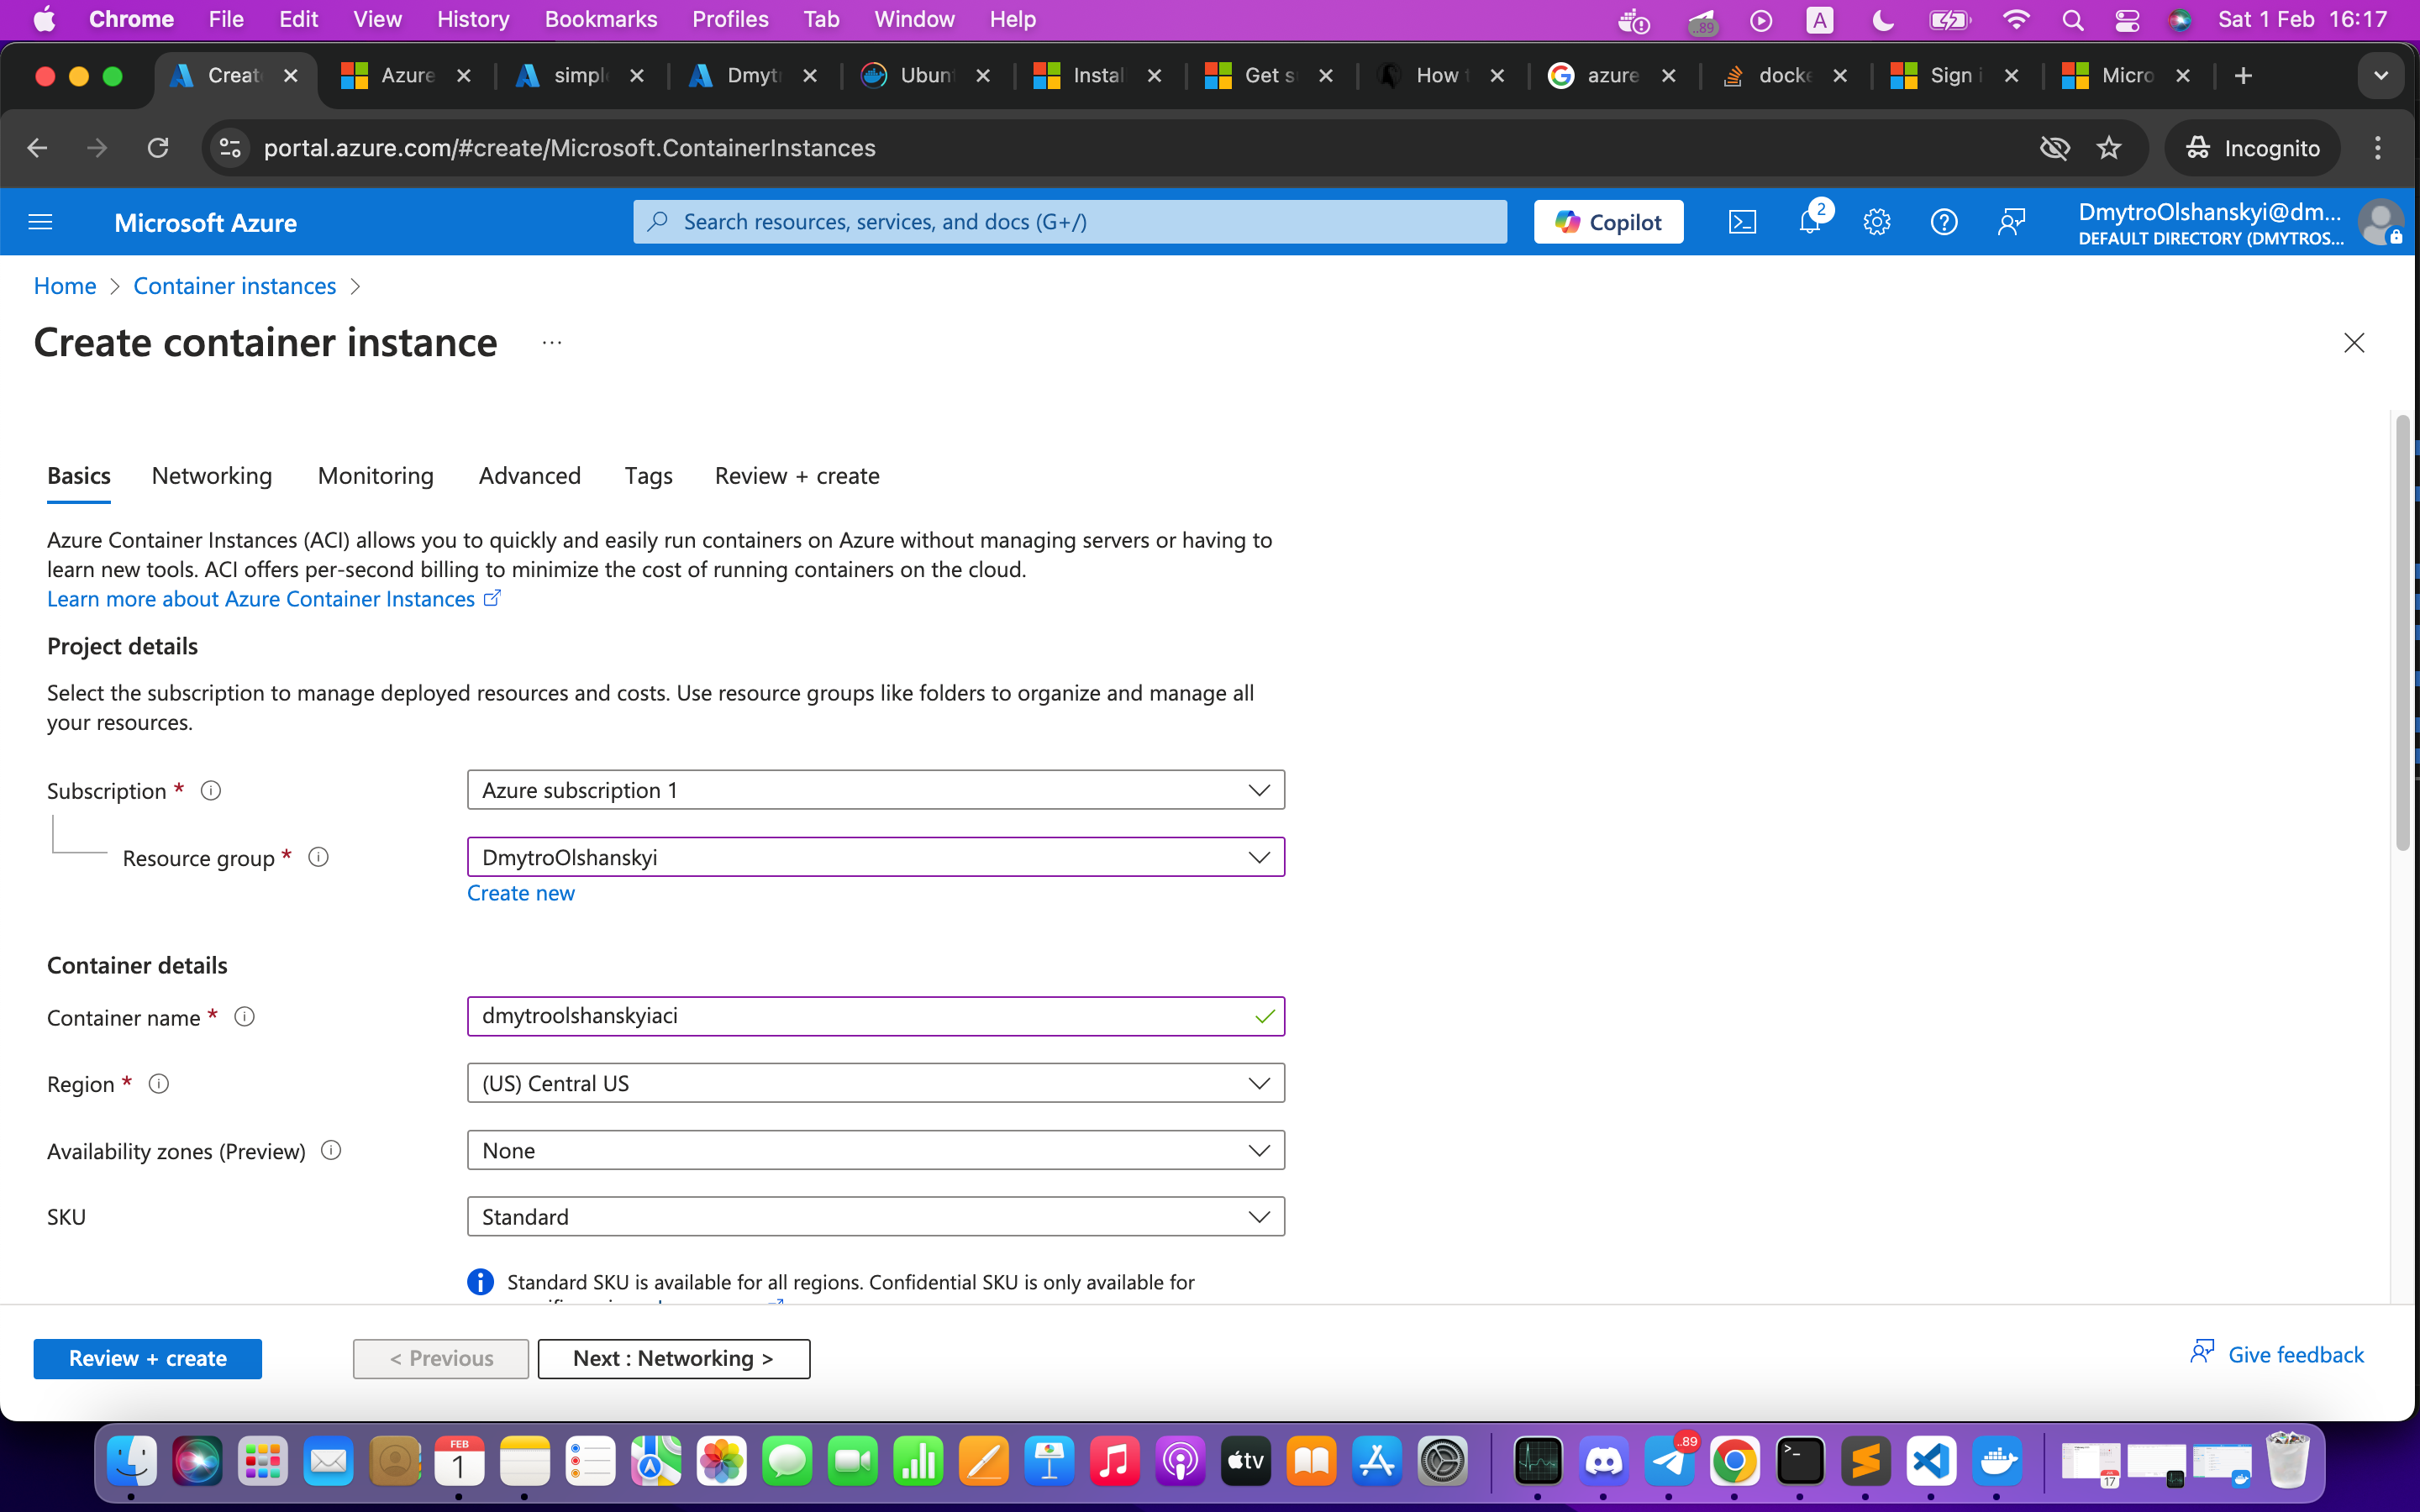 Chrome File Edit View History Bookmarks Profiles Tab Window Help
.89 A Sat 1 Feb 16:17
Creat Azure simpl Dmyt Ubun Instal Get s How azure docke Sign i Micro
portal.azure.com/#create/Microsoft.ContainerInstances
Incognito
Microsoft Azure
Search resources, services, and docs (G+/)
Copilot
2
DmytroOlshanskyi@dm...
DEFAULT DIRECTORY (DMYTROS...
Home > Container instances >
Create container instance ...
Basics Networking Monitoring Advanced Tags Review + create
Azure Container Instances (ACI) allows you to quickly and easily run containers on Azure without managing servers or having to
learn new tools. ACI offers per-second billing to minimize the cost of running containers on the cloud.
Learn more about Azure Container Instances
Project details
Select the subscription to manage deployed resources and costs. Use resource groups like folders to organize and manage all
your resources.
Subscription * Azure subscription 1
Resource group * DmytroOlshanskyi
Create new
Container details
Container name * dmytroolshanskyiaci
Region * (US) Central US
Availability zones (Preview) None
SKU Standard
Standard SKU is available for all regions. Confidential SKU is only available for
Review + create < Previous Next : Networking > Give feedback
FEB
1
tv
.89
17